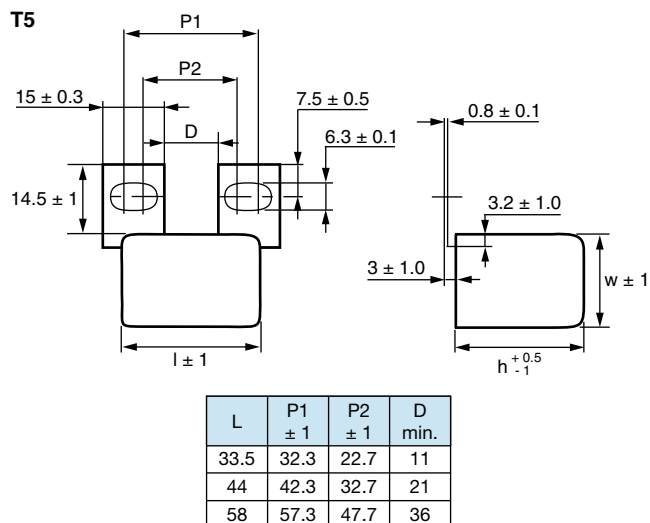 T5
P1
P2
15 ± 0.3
7.5 ± 0.5
0.8 ± 0.1
D
6.3 ± 0.1
14.5 ± 1
3.2 ± 1.0
3 ± 1.0
w ± 1
l ± 1
h +0.5 -1
L P1 ± 1 P2 ± 1 D min.
33.5 32.3 22.7 11
44 42.3 32.7 21
58 57.3 47.7 36